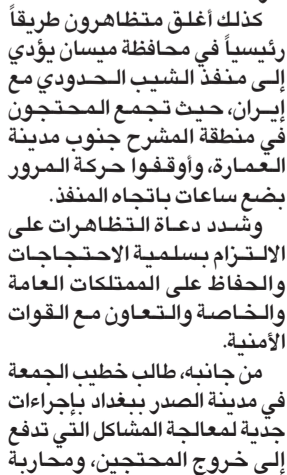 كذلك أغلق متظاهرون طريقاً
رئيسياً في محافظة ميسان يؤدي
إلى منفذ الشيب الحدودي مع
إيران، حيث تجمع المحتجون
في منطقة المشرح جنوب مدينة
العمارة، وأوقفوا حركة المرور
بضع ساعات باتجاه المنفذ.
وشدد دعاة التظاهرات على
الالتزام بسلمية الاحتجاجات
والحفاظ على الممتلكات العامة
والخاصة والتعاون مع القوات
الأمنية.
من جانبه، طالب خطيب الجمعة
في مدينة الصدر ببغداد بإجراءات
جدية لمعالجة المشاكل التي تدفع
إلى خروج المحتجين، ومحاربة